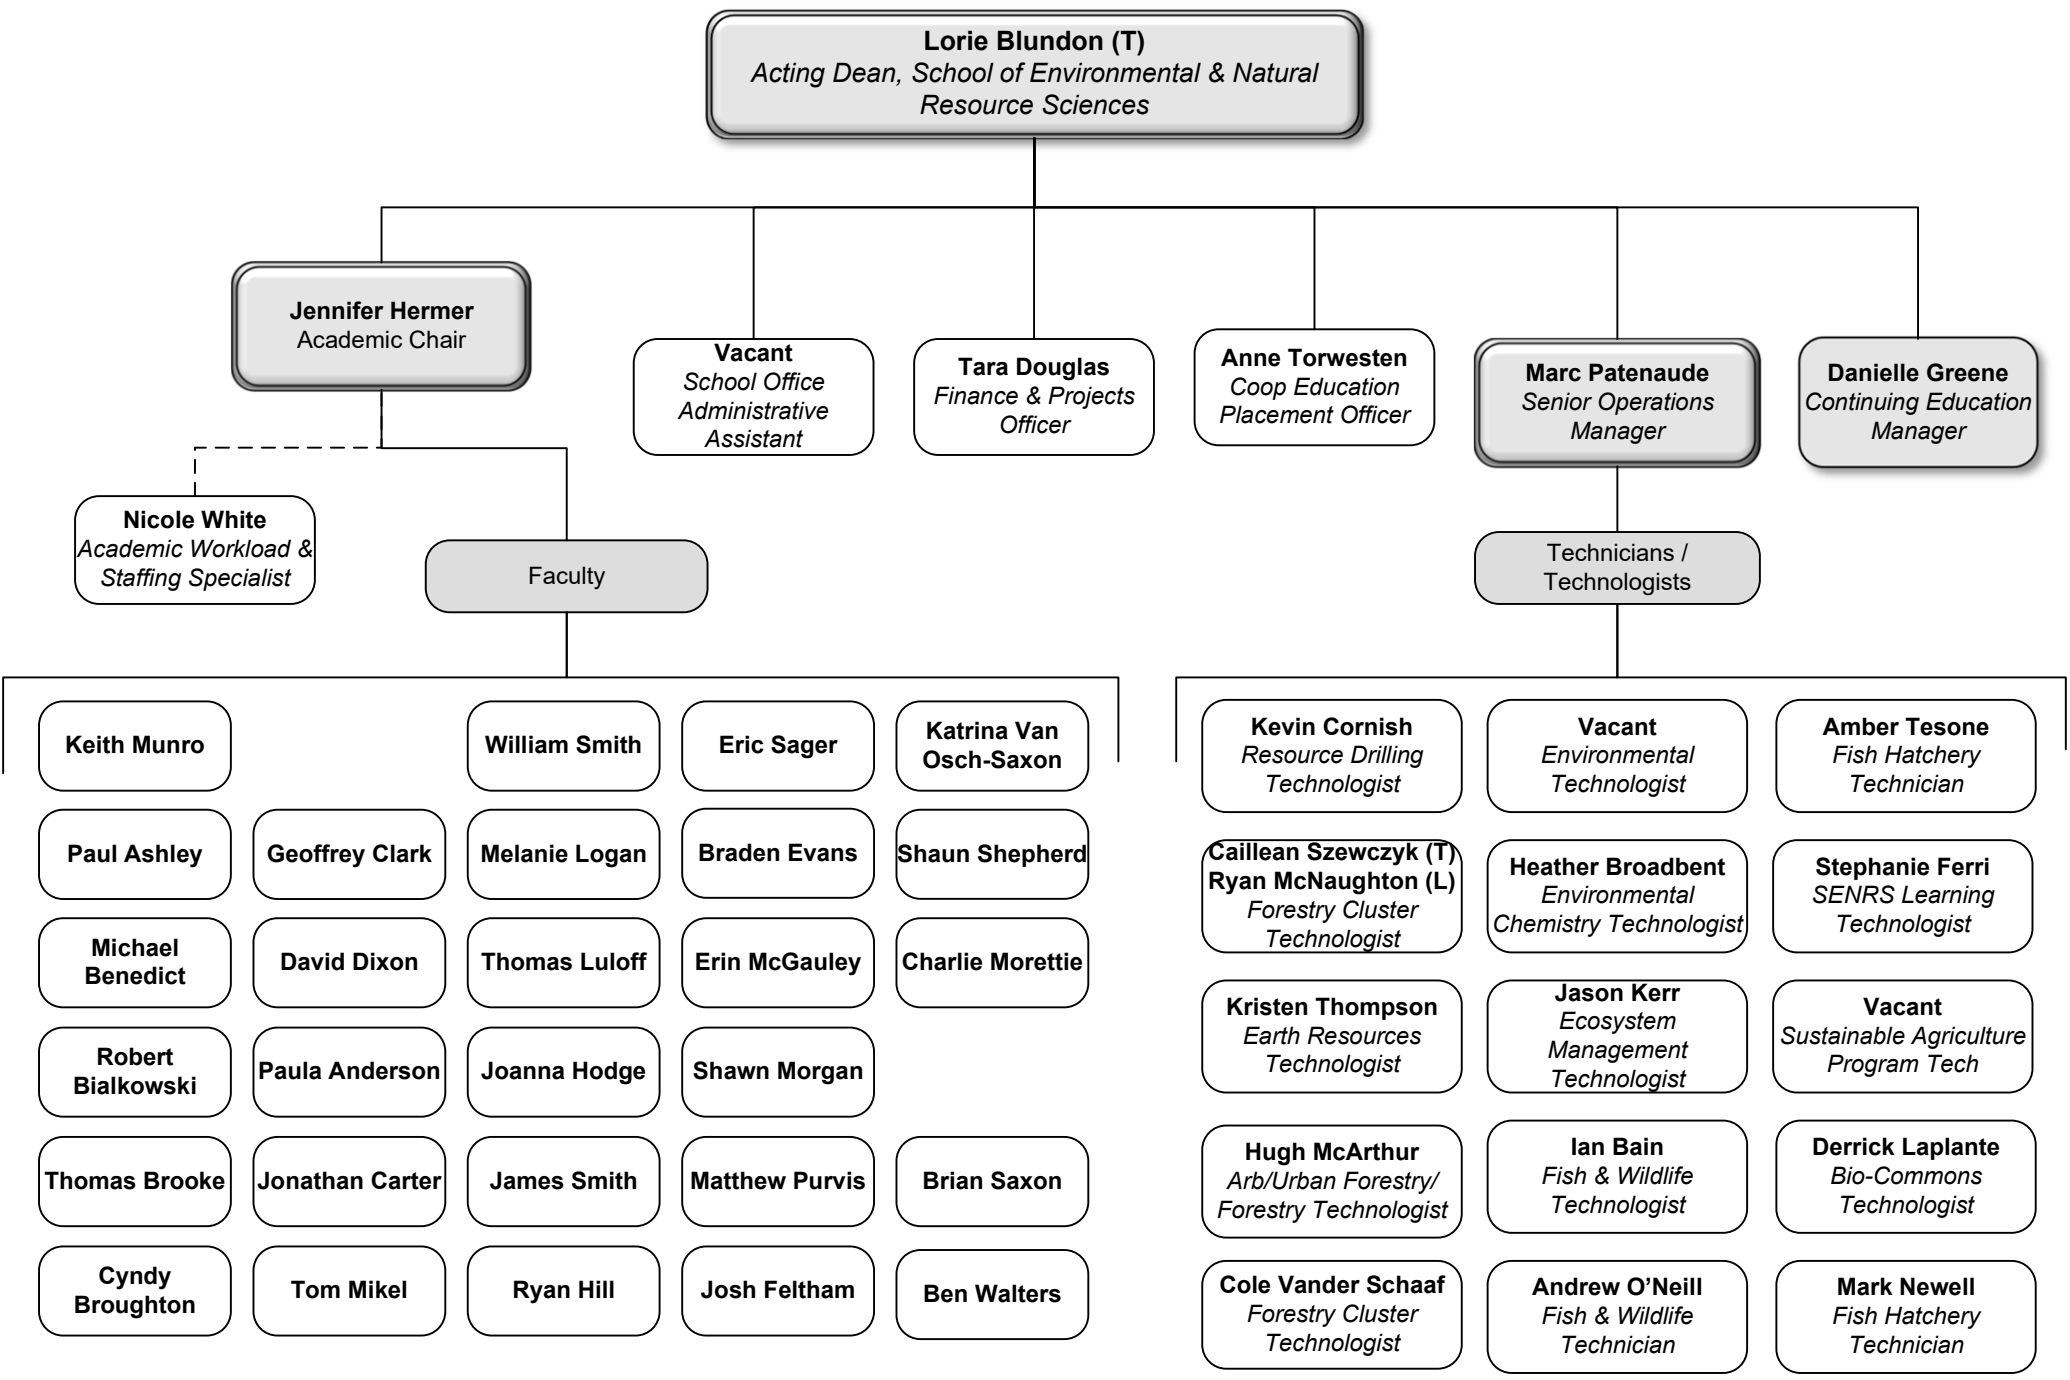 Lorie Blundon (T)
Acting Dean, School of Environmental & Natural
Resource Sciences
Jennifer Hermer
Academic Chair
Vacant
School Office
Administrative
Assistant
Tara Douglas
Finance & Projects
Officer
Anne Torwesten
Coop Education
Placement Officer
Marc Patenaude
Senior Operations
Manager
Danielle Greene
Continuing Education
Manager
Nicole White
Academic Workload &
Staffing Specialist
Faculty
Technicians /
Technologists
Keith Munro
William Smith
Eric Sager
Katrina Van
Osch-Saxon
Paul Ashley
Geoffrey Clark
Melanie Logan
Braden Evans
Shaun Shepherd
Michael
Benedict
David Dixon
Thomas Luloff
Erin McGauley
Charlie Morettie
Robert
Bialkowski
Paula Anderson
Joanna Hodge
Shawn Morgan
Thomas Brooke
Jonathan Carter
James Smith
Matthew Purvis
Brian Saxon
Cyndy
Broughton
Tom Mikel
Ryan Hill
Josh Feltham
Ben Walters
Kevin Cornish
Resource Drilling
Technologist
Vacant
Environmental
Technologist
Amber Tesone
Fish Hatchery
Technician
Caillean Szewczyk (T)
Ryan McNaughton (L)
Forestry Cluster
Technologist
Heather Broadbent
Environmental
Chemistry Technologist
Stephanie Ferri
SENRS Learning
Technologist
Kristen Thompson
Earth Resources
Technologist
Jason Kerr
Ecosystem
Management
Technologist
Vacant
Sustainable Agriculture
Program Tech
Hugh McArthur
Arb/Urban Forestry/
Forestry Technologist
Ian Bain
Fish & Wildlife
Technologist
Derrick Laplante
Bio-Commons
Technologist
Cole Vander Schaaf
Forestry Cluster
Technologist
Andrew O’Neill
Fish & Wildlife
Technician
Mark Newell
Fish Hatchery
Technician